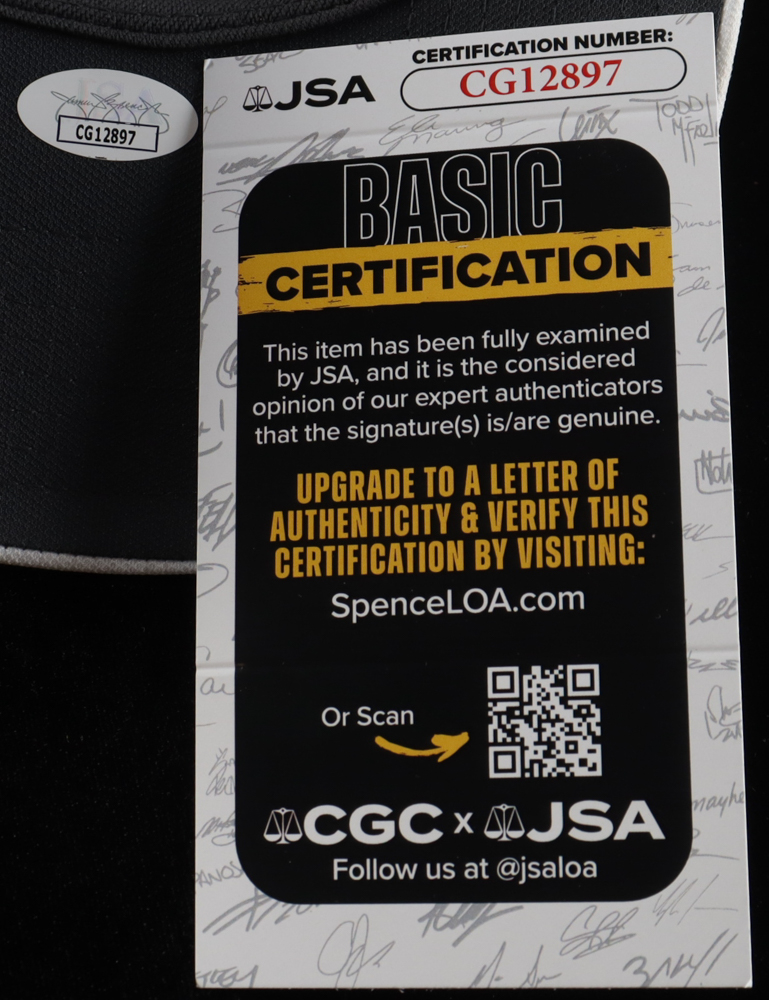 CG12897
JSA
CERTIFICATION NUMBER:
CG12897
BASIC
CERTIFICATION
This item has been fully examined
by JSA, and it is the considered
opinion of our expert authenticators
that the signature(s) is/are genuine.
UPGRADE TO A LETTER OF
AUTHENTICITY & VERIFY THIS
CERTIFICATION BY VISITING:
SpenceLOA.com
Or Scan
CGC x JSA
Follow us at @jsaloa